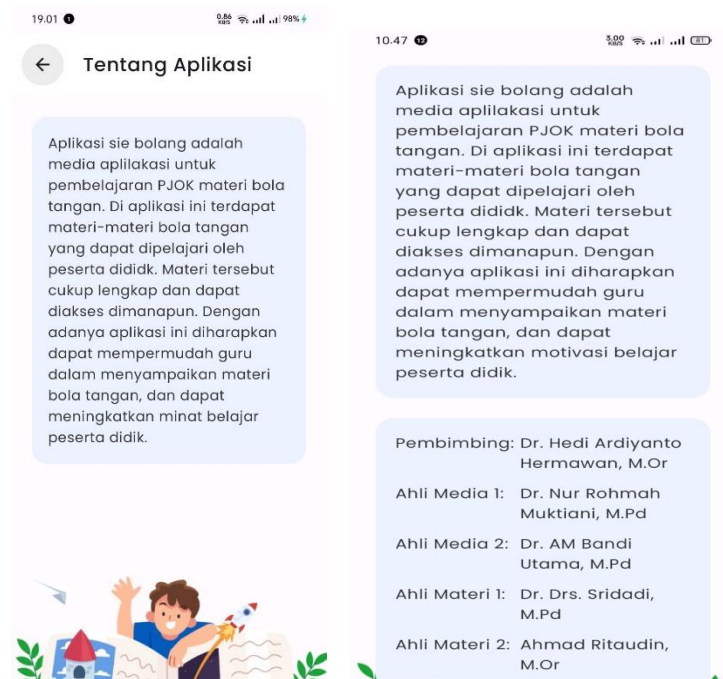 19.01 1 0.86 KB/S 98%
Tentang Aplikasi
Aplikasi sie bolang adalah
media aplilakasi untuk
pembelajaran PJOK materi bola
tangan. Di aplikasi ini terdapat
materi-materi bola tangan
yang dapat dipelajari oleh
peserta dididk. Materi tersebut
cukup lengkap dan dapat
diakses dimanapun. Dengan
adanya aplikasi ini diharapkan
dapat mempermudah guru
dalam menyampaikan materi
bola tangan, dan dapat
meningkatkan minat belajar
peserta didik.
10.47 12 3.00 KB/S 81
Aplikasi sie bolang adalah
media aplilakasi untuk
pembelajaran PJOK materi bola
tangan. Di aplikasi ini terdapat
materi-materi bola tangan
yang dapat dipelajari oleh
peserta dididk. Materi tersebut
cukup lengkap dan dapat
diakses dimanapun. Dengan
adanya aplikasi ini diharapkan
dapat mempermudah guru
dalam menyampaikan materi
bola tangan, dan dapat
meningkatkan motivasi belajar
peserta didik.
Pembimbing: Dr. Hedi Ardiyanto
Hermawan, M.Or
Ahli Media 1: Dr. Nur Rohmah
Muktiani, M.Pd
Ahli Media 2: Dr. AM Bandi
Utama, M.Pd
Ahli Materi 1: Dr. Drs. Sridadi,
M.Pd
Ahli Materi 2: Ahmad Ritaudin,
M.Or